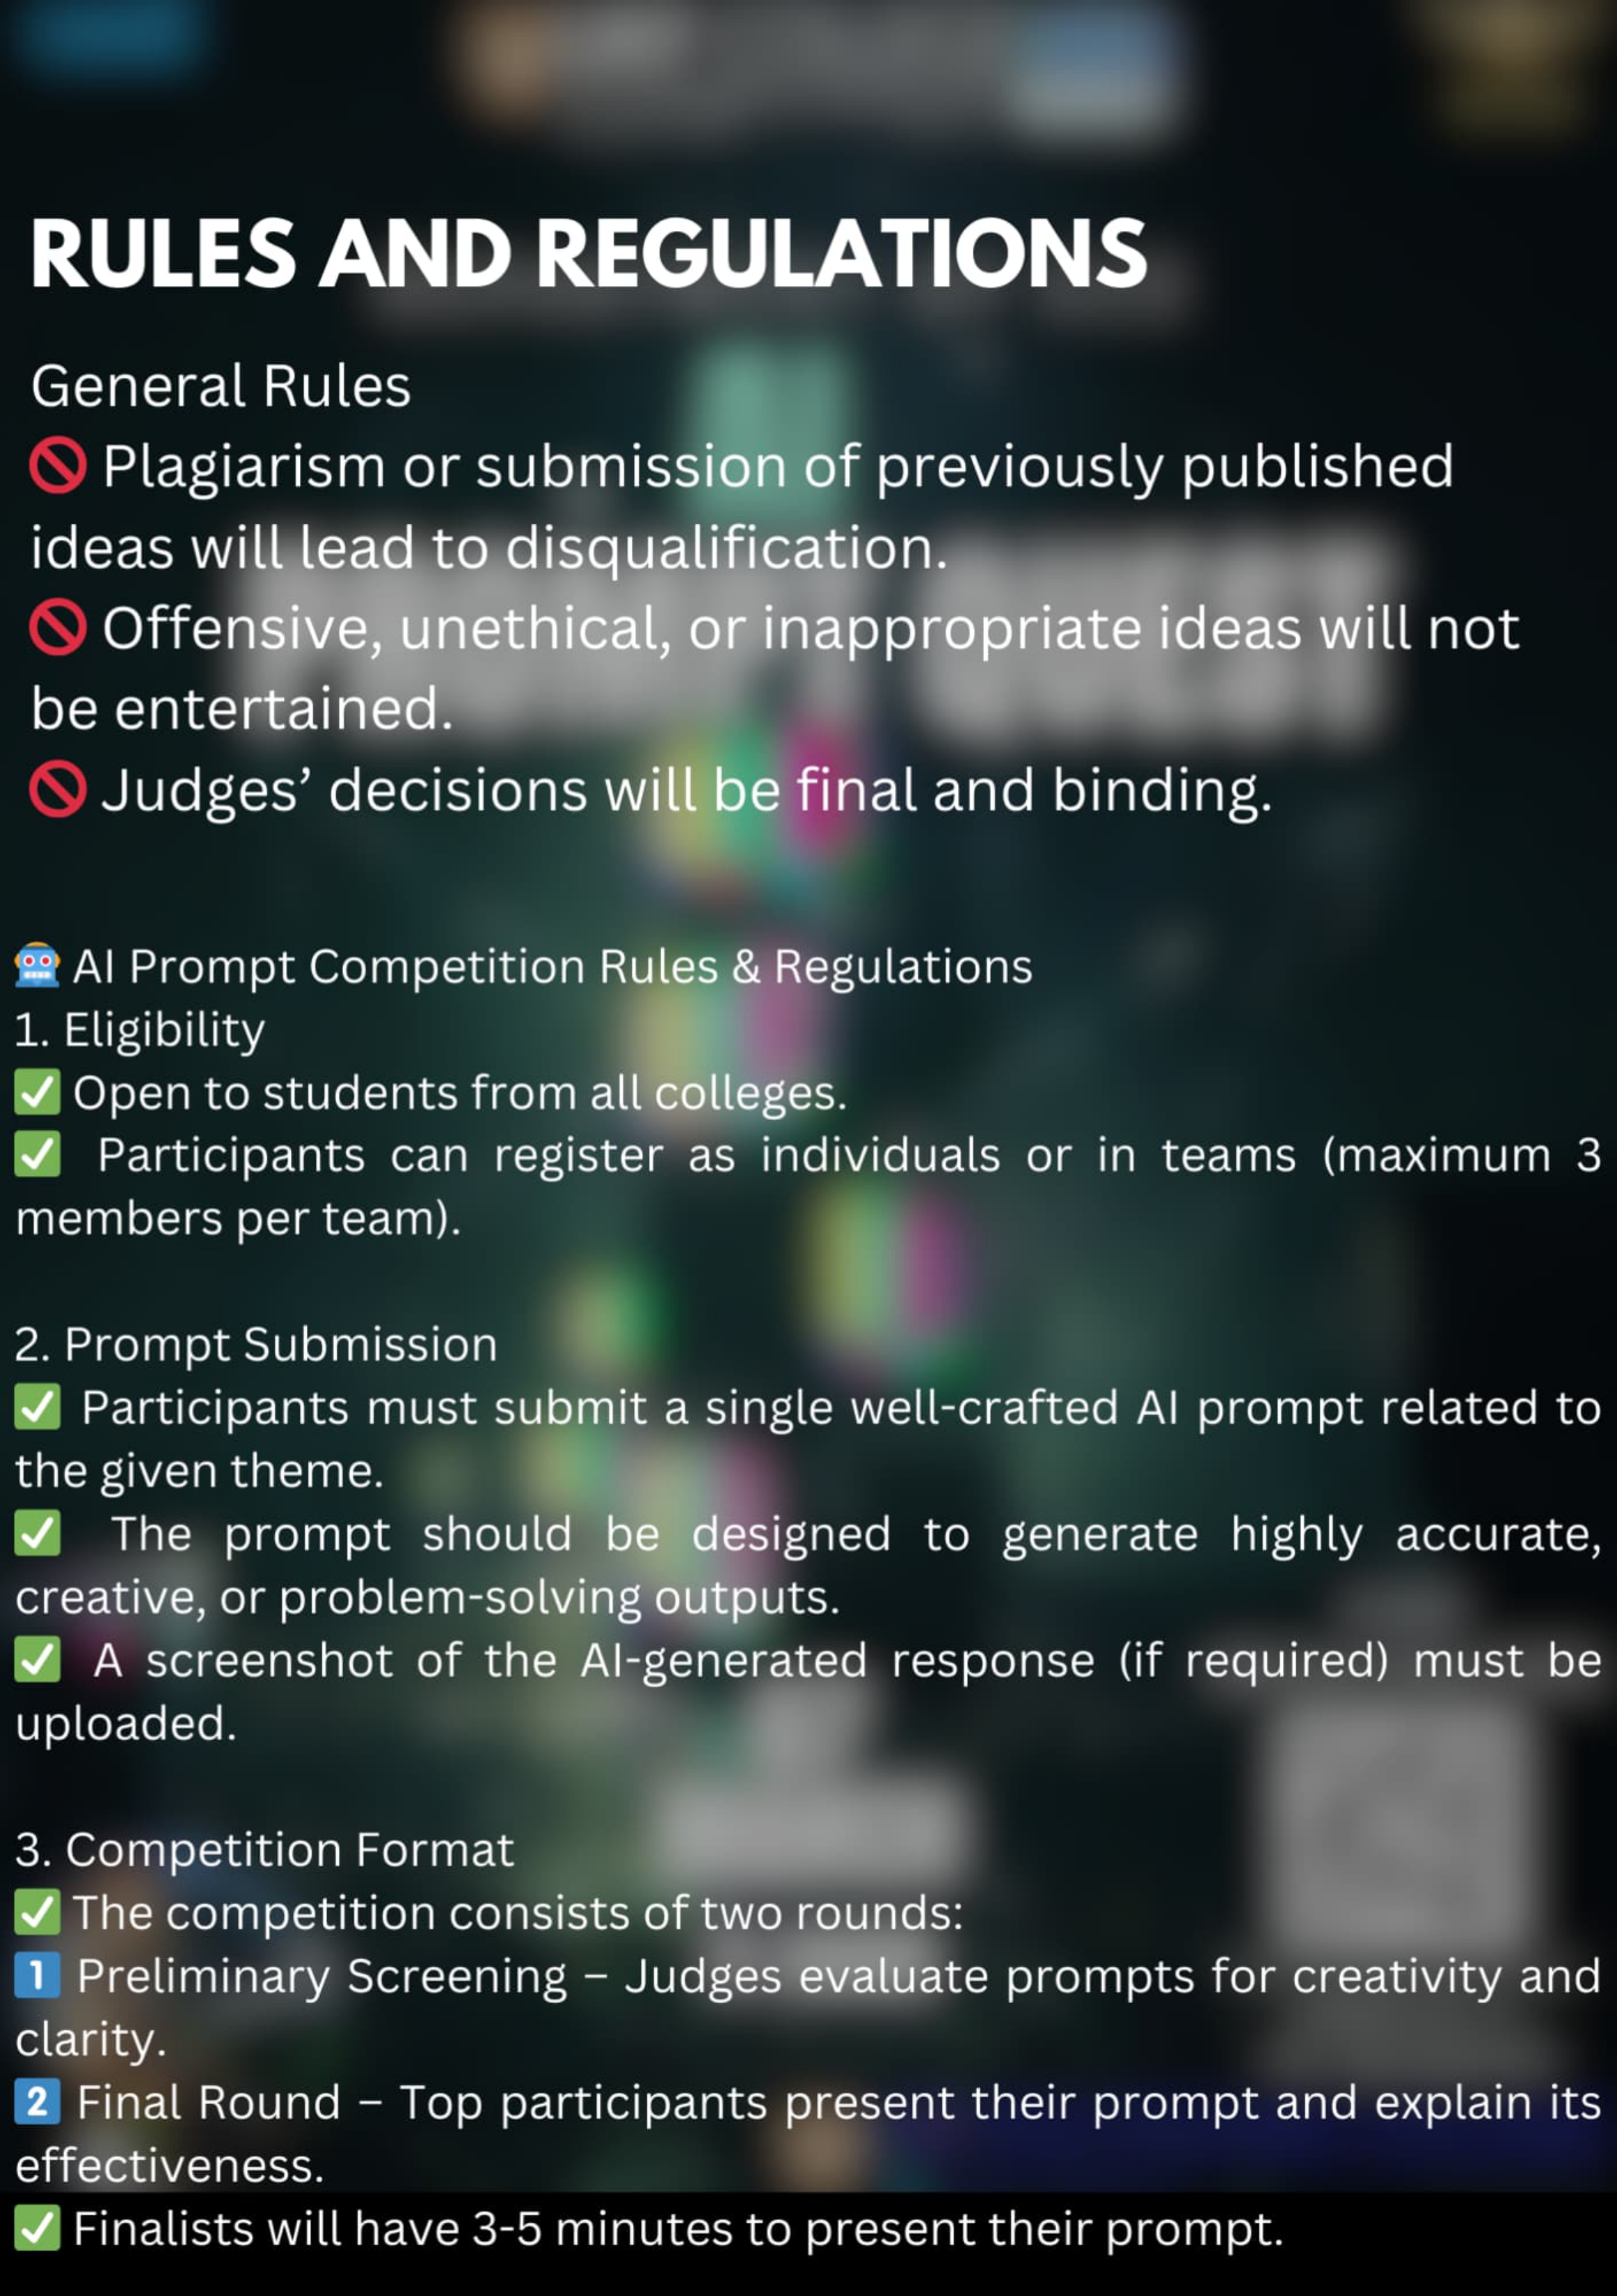 RULES AND REGULATIONS
General Rules
🚫 Plagiarism or submission of previously published
ideas will lead to disqualification.
🚫 Offensive, unethical, or inappropriate ideas will not
be entertained.
🚫 Judges’ decisions will be final and binding.
🤖 AI Prompt Competition Rules & Regulations
1. Eligibility
✅ Open to students from all colleges.
✅ Participants can register as individuals or in teams (maximum 3
members per team).
2. Prompt Submission
✅ Participants must submit a single well-crafted AI prompt related to
the given theme.
✅ The prompt should be designed to generate highly accurate,
creative, or problem-solving outputs.
✅ A screenshot of the AI-generated response (if required) must be
uploaded.
3. Competition Format
✅ The competition consists of two rounds:
1️⃣ Preliminary Screening – Judges evaluate prompts for creativity and
clarity.
2️⃣ Final Round – Top participants present their prompt and explain its
effectiveness.
✅ Finalists will have 3-5 minutes to present their prompt.